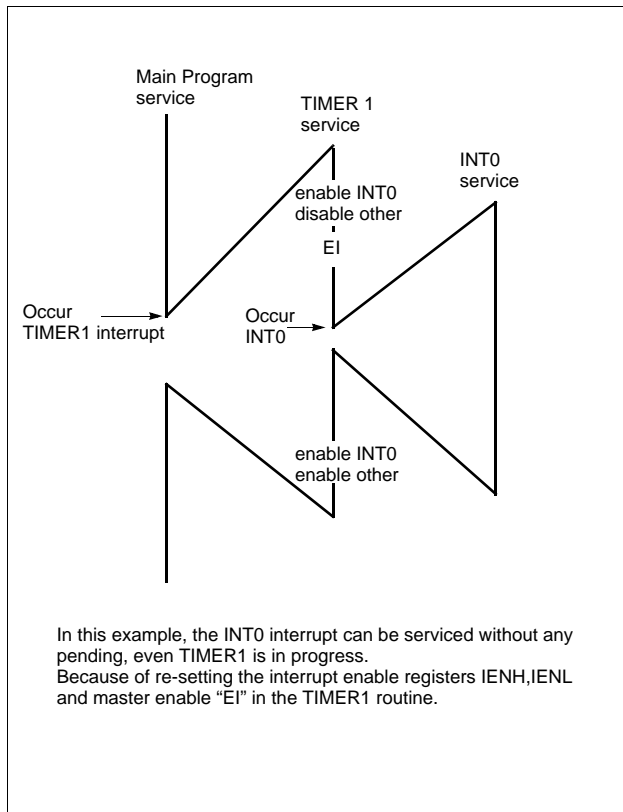 Main Program
service
TIMER 1
service
INT0
service
enable INT0
disable other
EI
Occur
TIMER1 interrupt
Occur
INT0
enable INT0
enable other
In this example, the INT0 interrupt can be serviced without any
pending, even TIMER1 is in progress.
Because of re-setting the interrupt enable registers IENH,IENL
and master enable “EI” in the TIMER1 routine.